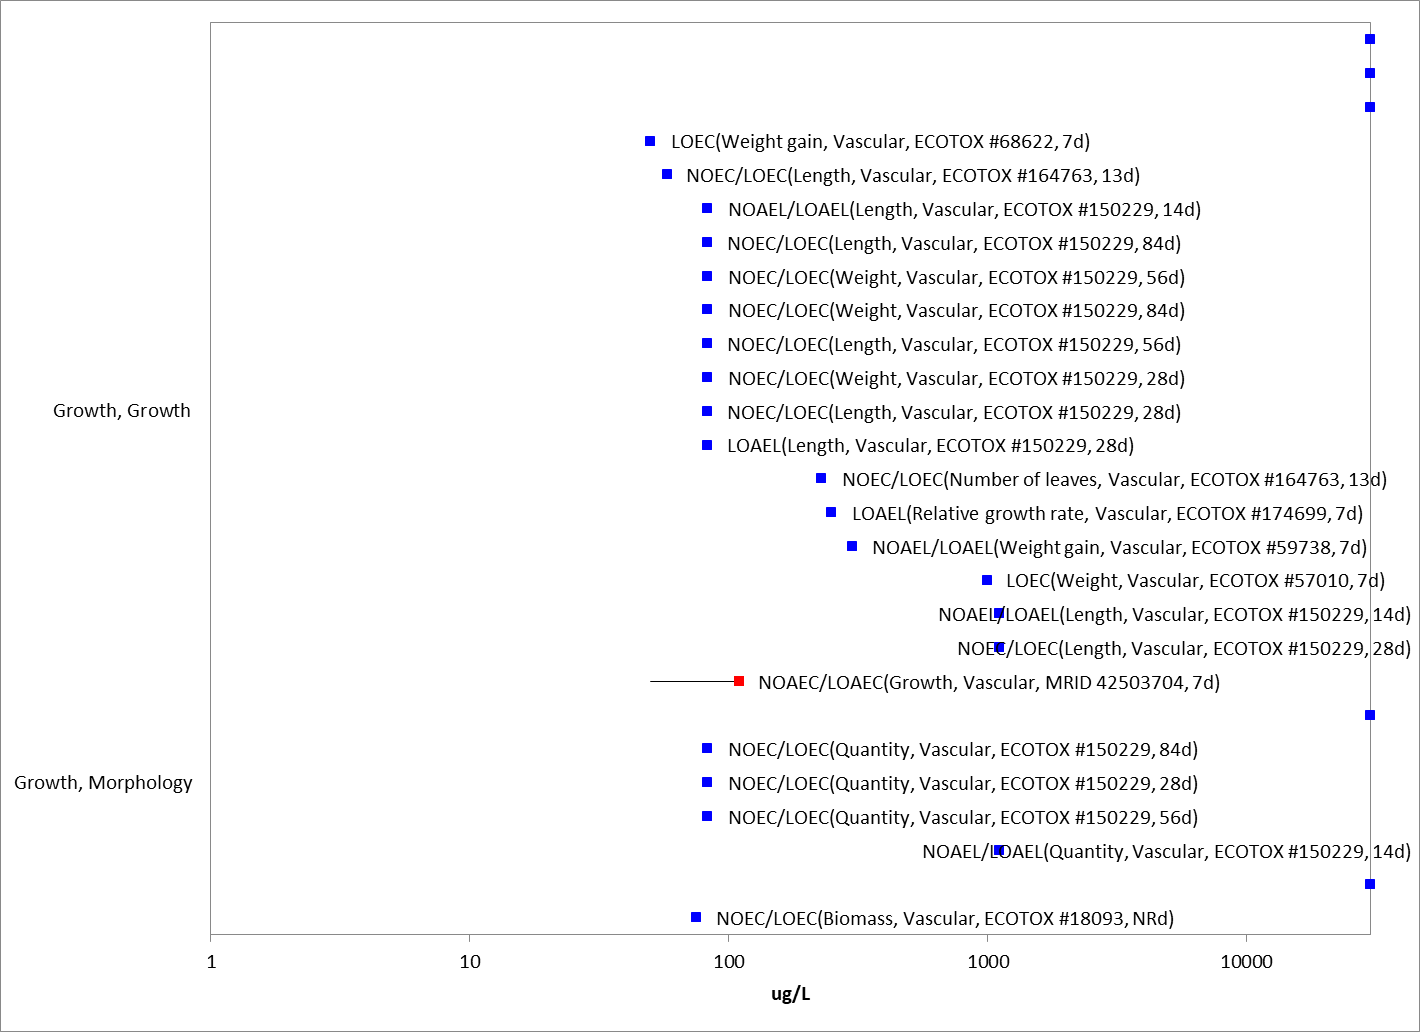 LOEC(Weight gain, Vascular, ECOTOX #68622, 7d)
NOEC/LOEC(Length, Vascular, ECOTOX #164763, 13d)
NOAEL/LOAEL(Length, Vascular, ECOTOX #150229, 14d)
NOEC/LOEC(Length, Vascular, ECOTOX #150229, 84d)
NOEC/LOEC(Weight, Vascular, ECOTOX #150229, 56d)
NOEC/LOEC(Weight, Vascular, ECOTOX #150229, 84d)
NOEC/LOEC(Length, Vascular, ECOTOX #150229, 56d)
NOEC/LOEC(Weight, Vascular, ECOTOX #150229, 28d)
Growth, Growth
NOEC/LOEC(Length, Vascular, ECOTOX #150229, 28d)
LOAEL(Length, Vascular, ECOTOX #150229, 28d)
NOEC/LOEC(Number of leaves, Vascular, ECOTOX #164763, 13d)
LOAEL(Relative growth rate, Vascular, ECOTOX #174699, 7d)
NOAEL/LOAEL(Weight gain, Vascular, ECOTOX #59738, 7d)
LOEC(Weight, Vascular, ECOTOX #57010, 7d)
NOAEL/LOAEL(Length, Vascular, ECOTOX #150229, 14d)
NOEC/LOEC(Length, Vascular, ECOTOX #150229, 28d)
NOAEC/LOAEC(Growth, Vascular, MRID 42503704, 7d)
NOEC/LOEC(Quantity, Vascular, ECOTOX #150229, 84d)
Growth, Morphology
NOEC/LOEC(Quantity, Vascular, ECOTOX #150229, 28d)
NOEC/LOEC(Quantity, Vascular, ECOTOX #150229, 56d)
NOAEL/LOAEL(Quantity, Vascular, ECOTOX #150229, 14d)
NOEC/LOEC(Biomass, Vascular, ECOTOX #18093, NRd)
1 10 100 1000 10000
ug/L